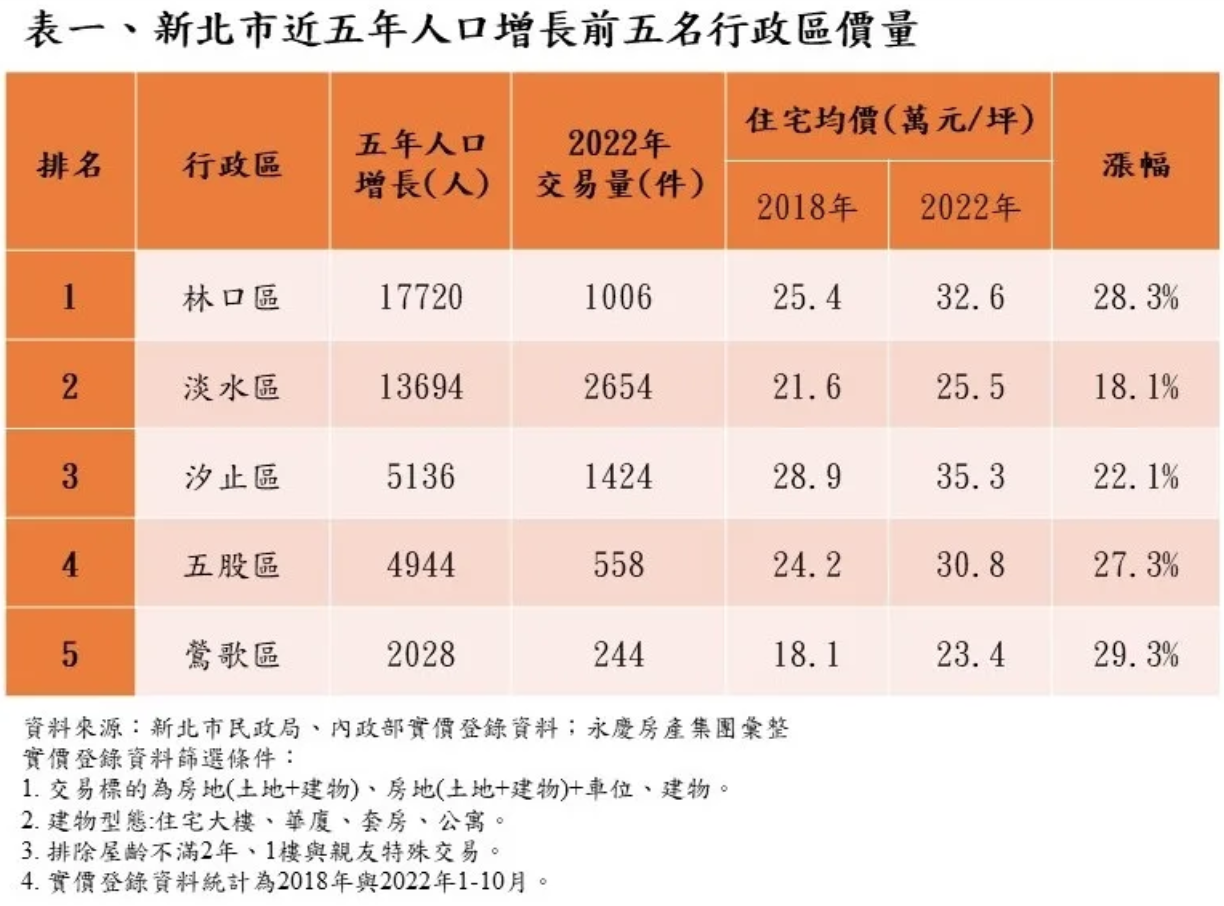 表一、新北市近五年人口增長前五名行政區價量
排名 行政區 五年人口增長(人) 2022年交易量(件) 住宅均價(萬元/坪) 漲幅
2018年 2022年
1 林口區 17720 1006 25.4 32.6 28.3%
2 淡水區 13694 2654 21.6 25.5 18.1%
3 汐止區 5136 1424 28.9 35.3 22.1%
4 五股區 4944 558 24.2 30.8 27.3%
5 鶯歌區 2028 244 18.1 23.4 29.3%
資料來源：新北市民政局、內政部實價登錄資料；永慶房產集團彙整
實價登錄資料篩選條件：
1. 交易標的為房地(土地+建物)、房地(土地+建物)+車位、建物。
2. 建物型態:住宅大樓、華廈、套房、公寓。
3. 排除屋齡不滿2年、1樓與親友特殊交易。
4. 實價登錄資料統計為2018年與2022年1-10月。